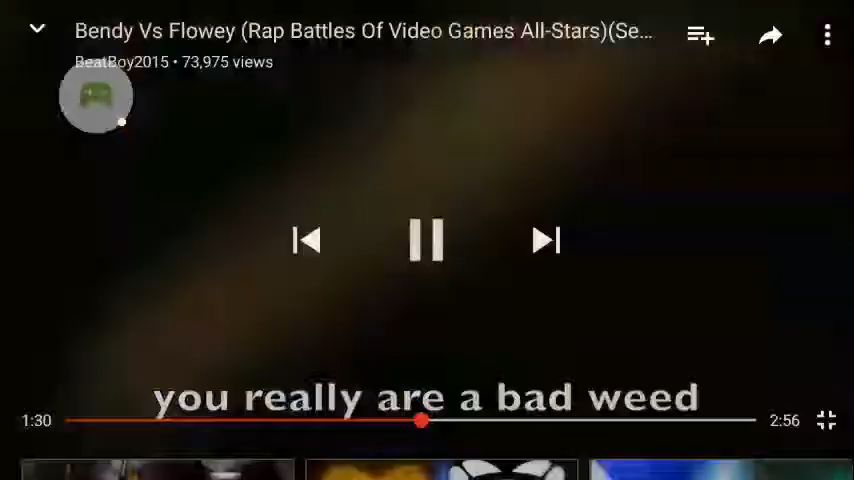 Bendy Vs Flowey (Rap Battles Of Video Games All-Stars)(Se...
BeatBoy2015 • 73,975 views
you really are a bad weed
1:30
2:56